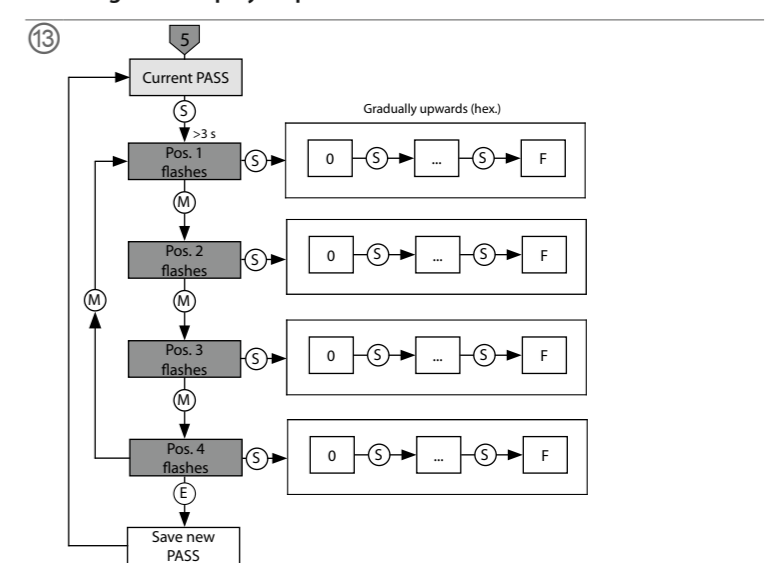 13
5
Current PASS
S
>3 s
Gradually upwards (hex.)
Pos. 1
flashes
S
0 S ... S F
M
Pos. 2
flashes
S
0 S ... S F
M
M
Pos. 3
flashes
S
0 S ... S F
M
Pos. 4
flashes
S
0 S ... S F
E
Save new
PASS